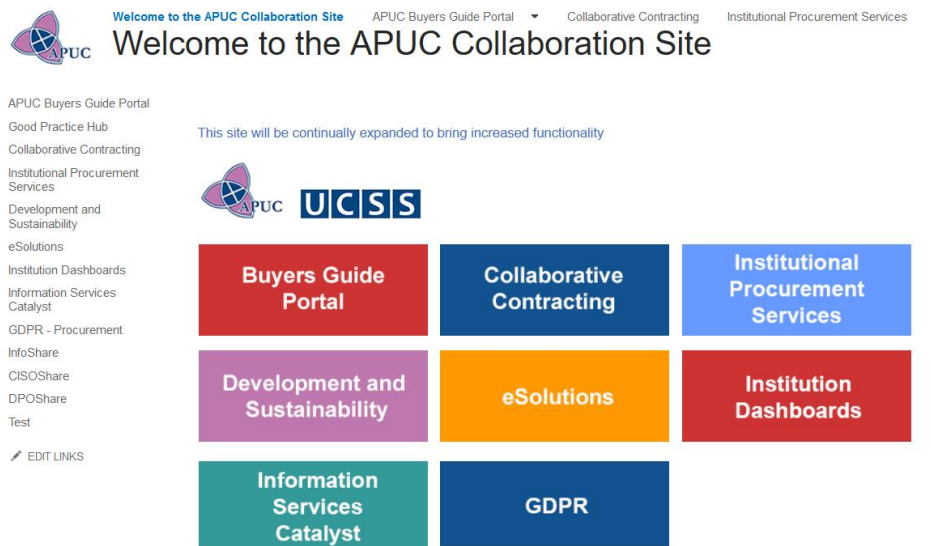 Welcome to the APUC Collaboration Site
APUC Buyers Guide Portal
Collaborative Contracting
Institutional Procurement Services
APUC
Welcome to the APUC Collaboration Site
APUC Buyers Guide Portal
Good Practice Hub
Collaborative Contracting
Institutional Procurement
Services
Development and
Sustainability
eSolutions
Institution Dashboards
Information Services
Catalyst
GDPR - Procurement
InfoShare
CISOShare
DPOShare
Test
EDIT LINKS
This site will be continually expanded to bring increased functionality
APUC
UCSS
Buyers Guide
Portal
Collaborative
Contracting
Institutional
Procurement
Services
Development and
Sustainability
eSolutions
Institution
Dashboards
Information
Services
Catalyst
GDPR